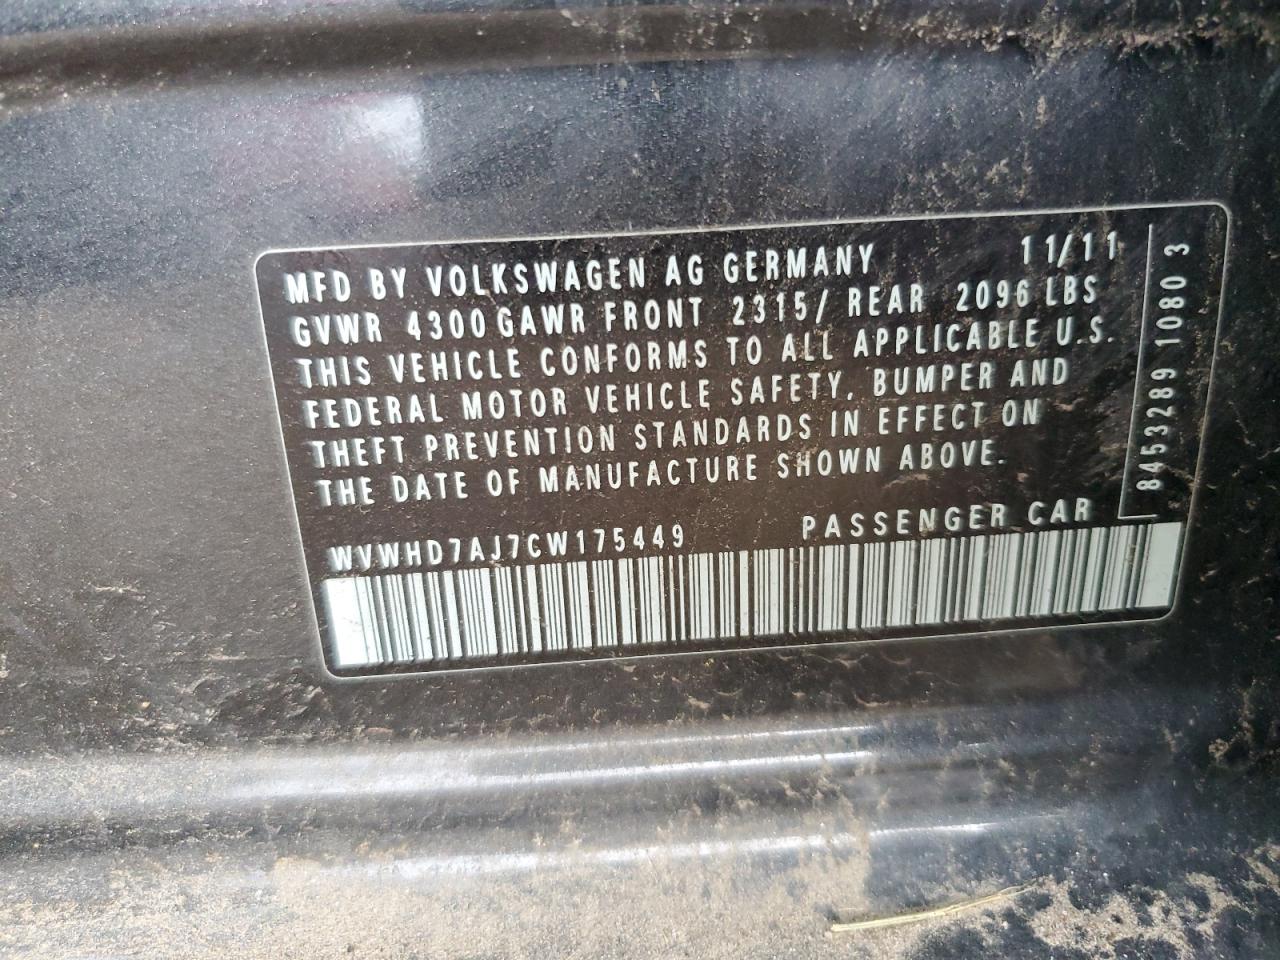 MFD BY VOLKSWAGEN AG GERMANY 11/11
GVWR 4300 GAWR FRONT 2315/ REAR 2096 LBS
THIS VEHICLE CONFORMS TO ALL APPLICABLE U.S.
FEDERAL MOTOR VEHICLE SAFETY, BUMPER AND
THEFT PREVENTION STANDARDS IN EFFECT ON
THE DATE OF MANUFACTURE SHOWN ABOVE.
WVWHD7AJ7CW175449 PASSENGER CAR
8453289 1080 3